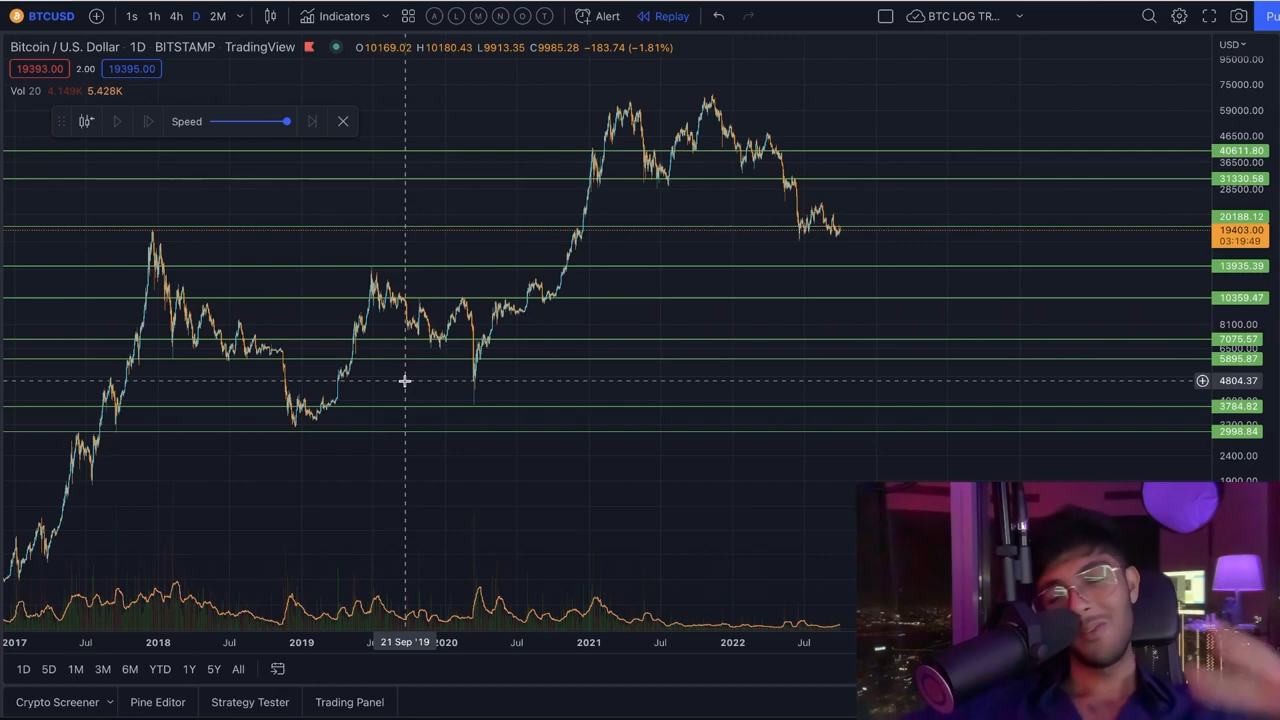 BTCUSD 1s 1h 4h D 2M Indicators A L M N O T Alert Replay BTC LOG TR... Pu
Bitcoin / U.S. Dollar 1D BITSTAMP TradingView O10169.02 H10180.43 L9913.35 C9985.28 −183.74 (−1.81%) USD
19393.00 2.00 19395.00
95000.00
75000.00
Vol 20 4.149K 5.428K
59000.00
Speed
46500.00
40611.80
36500.00
31330.58
28500.00
20188.12
19403.00
03:19:49
13935.39
10359.47
8100.00
7075.57
5895.87
4804.37
3784.82
2998.84
2400.00
2017 Jul 2018 Jul 2019 21 Sep '19 2020 Jul 2021 Jul 2022 Jul
1D 5D 1M 3M 6M YTD 1Y 5Y All
Crypto Screener Pine Editor Strategy Tester Trading Panel